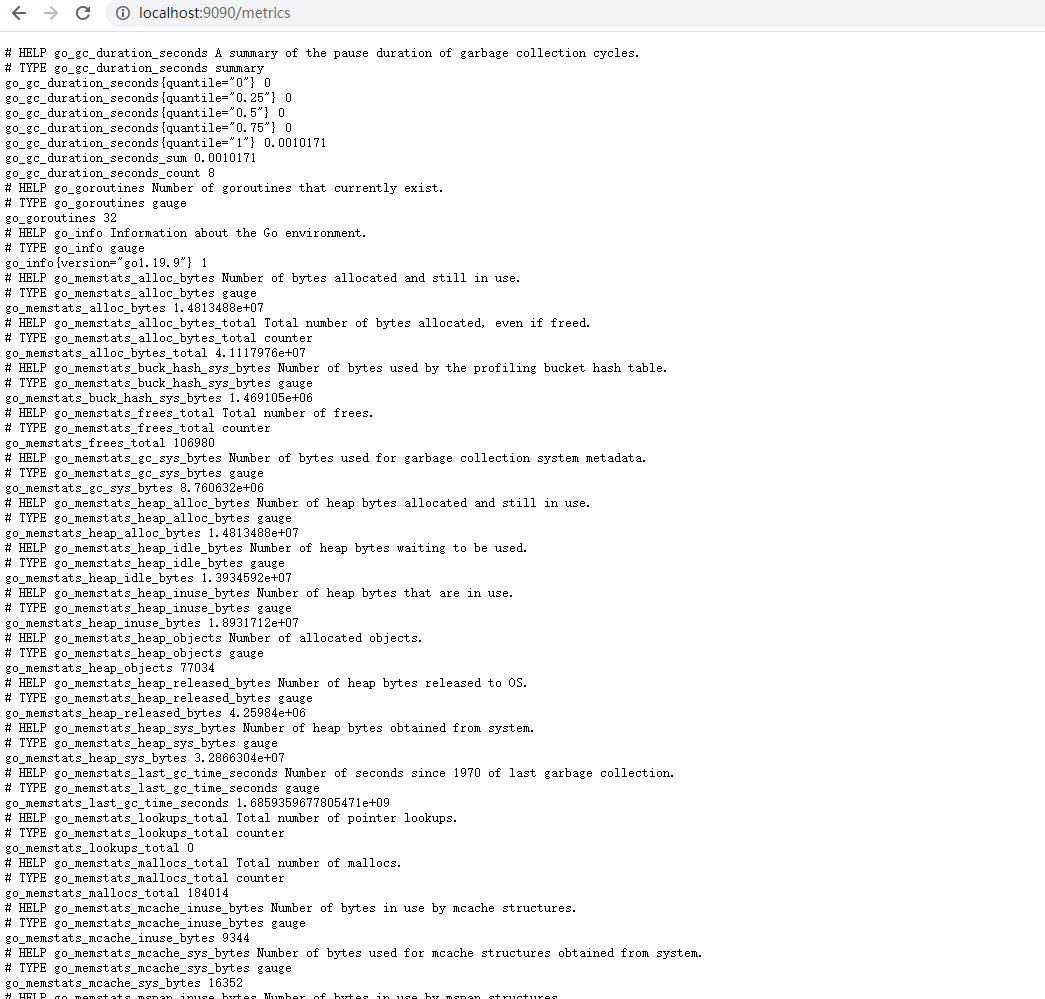 localhost:9090/metrics
# HELP go_gc_duration_seconds A summary of the pause duration of garbage collection cycles.
# TYPE go_gc_duration_seconds summary
go_gc_duration_seconds{quantile="0"} 0
go_gc_duration_seconds{quantile="0.25"} 0
go_gc_duration_seconds{quantile="0.5"} 0
go_gc_duration_seconds{quantile="0.75"} 0
go_gc_duration_seconds{quantile="1"} 0.0010171
go_gc_duration_seconds_sum 0.0010171
go_gc_duration_seconds_count 8
# HELP go_goroutines Number of goroutines that currently exist.
# TYPE go_goroutines gauge
go_goroutines 32
# HELP go_info Information about the Go environment.
# TYPE go_info gauge
go_info{version="go1.19.9"} 1
# HELP go_memstats_alloc_bytes Number of bytes allocated and still in use.
# TYPE go_memstats_alloc_bytes gauge
go_memstats_alloc_bytes 1.4813488e+07
# HELP go_memstats_alloc_bytes_total Total number of bytes allocated, even if freed.
# TYPE go_memstats_alloc_bytes_total counter
go_memstats_alloc_bytes_total 4.1117976e+07
# HELP go_memstats_buck_hash_sys_bytes Number of bytes used by the profiling bucket hash table.
# TYPE go_memstats_buck_hash_sys_bytes gauge
go_memstats_buck_hash_sys_bytes 1.469105e+06
# HELP go_memstats_frees_total Total number of frees.
# TYPE go_memstats_frees_total counter
go_memstats_frees_total 106980
# HELP go_memstats_gc_sys_bytes Number of bytes used for garbage collection system metadata.
# TYPE go_memstats_gc_sys_bytes gauge
go_memstats_gc_sys_bytes 8.760632e+06
# HELP go_memstats_heap_alloc_bytes Number of heap bytes allocated and still in use.
# TYPE go_memstats_heap_alloc_bytes gauge
go_memstats_heap_alloc_bytes 1.4813488e+07
# HELP go_memstats_heap_idle_bytes Number of heap bytes waiting to be used.
# TYPE go_memstats_heap_idle_bytes gauge
go_memstats_heap_idle_bytes 1.3934592e+07
# HELP go_memstats_heap_inuse_bytes Number of heap bytes that are in use.
# TYPE go_memstats_heap_inuse_bytes gauge
go_memstats_heap_inuse_bytes 1.8931712e+07
# HELP go_memstats_heap_objects Number of allocated objects.
# TYPE go_memstats_heap_objects gauge
go_memstats_heap_objects 77034
# HELP go_memstats_heap_released_bytes Number of heap bytes released to OS.
# TYPE go_memstats_heap_released_bytes gauge
go_memstats_heap_released_bytes 4.25984e+06
# HELP go_memstats_heap_sys_bytes Number of heap bytes obtained from system.
# TYPE go_memstats_heap_sys_bytes gauge
go_memstats_heap_sys_bytes 3.2866304e+07
# HELP go_memstats_last_gc_time_seconds Number of seconds since 1970 of last garbage collection.
# TYPE go_memstats_last_gc_time_seconds gauge
go_memstats_last_gc_time_seconds 1.6859359677805471e+09
# HELP go_memstats_lookups_total Total number of pointer lookups.
# TYPE go_memstats_lookups_total counter
go_memstats_lookups_total 0
# HELP go_memstats_mallocs_total Total number of mallocs.
# TYPE go_memstats_mallocs_total counter
go_memstats_mallocs_total 184014
# HELP go_memstats_mcache_inuse_bytes Number of bytes in use by mcache structures.
# TYPE go_memstats_mcache_inuse_bytes gauge
go_memstats_mcache_inuse_bytes 9344
# HELP go_memstats_mcache_sys_bytes Number of bytes used for mcache structures obtained from system.
# TYPE go_memstats_mcache_sys_bytes gauge
go_memstats_mcache_sys_bytes 16352
# HELP go_memstats_mspan_inuse_bytes Number of bytes in use by mspan structures